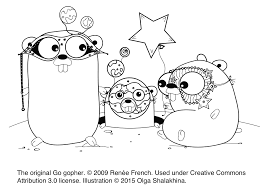 The original Go gopher. © 2009 Renée French. Used under Creative Commons
Attribution 3.0 license. Illustration © 2015 Olga Shalakhina.